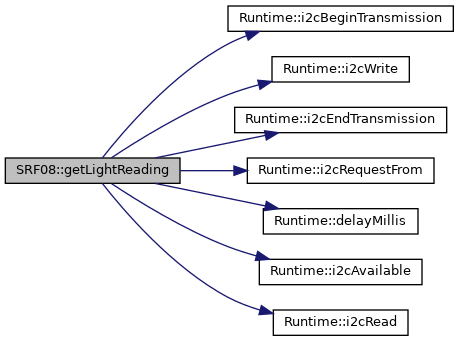 Runtime::i2cBeginTransmission
Runtime::i2cWrite
Runtime::i2cEndTransmission
SRF08::getLightReading
Runtime::i2cRequestFrom
Runtime::delayMillis
Runtime::i2cAvailable
Runtime::i2cRead